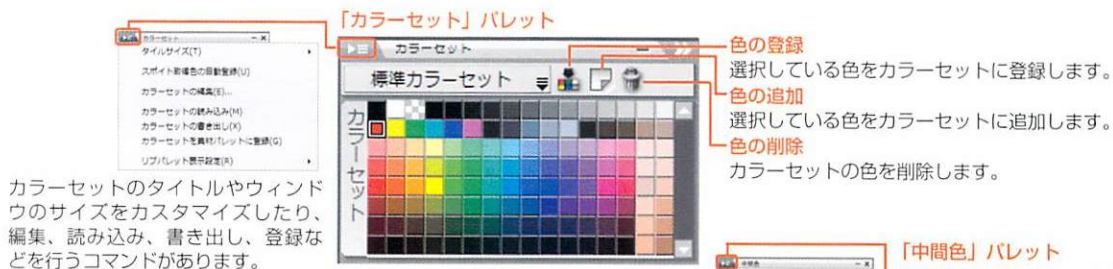 「カラーセット」パレット
カラーセット
タイルサイズ(T)
スポイト取得色の自動登録(U)
カラーセットの編集(E)...
カラーセットの読み込み(M)
カラーセットの書き出し(X)
カラーセットを素材パレットに登録(G)
リブパレット表示設定(R)
カラーセットのタイトルやウィンド
ウのサイズをカスタマイズしたり、
編集、読み込み、書き出し、登録な
どを行うコマンドがあります。
カラーセット
標準カラーセット
カラーセット
色の登録
選択している色をカラーセットに登録します。
色の追加
選択している色をカラーセットに追加します。
色の削除
カラーセットの色を削除します。
「中間色」パレット
中間色